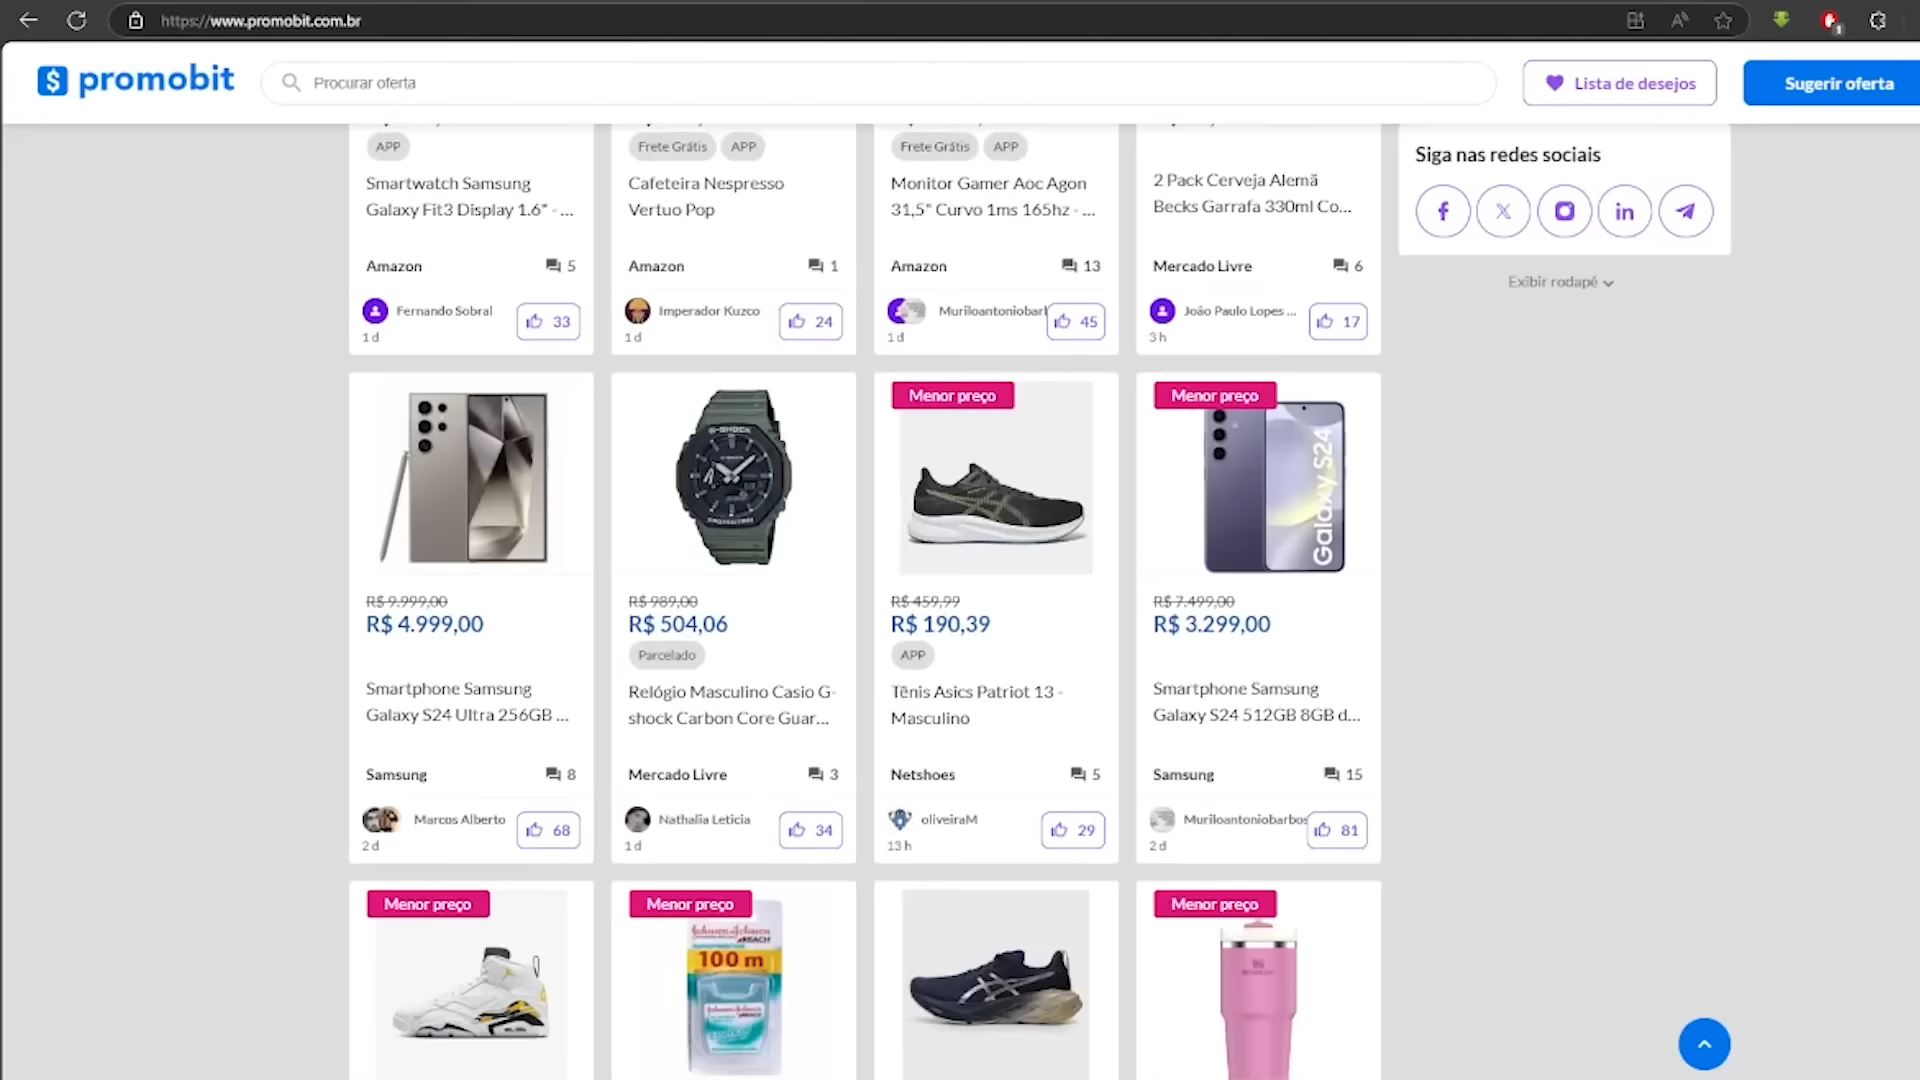 https://www.promobit.com.br
promobit
Procurar oferta
Lista de desejos
Sugerir oferta
APP
Smartwatch Samsung
Galaxy Fit3 Display 1.6" - ...
Amazon
5
Fernando Sobral
33
1 d
Frete Grátis
APP
Cafeteira Nespresso
Vertuo Pop
Amazon
1
Imperador Kuzco
24
1 d
Frete Grátis
APP
Monitor Gamer Aoc Agon
31,5" Curvo 1ms 165hz - ...
Amazon
13
Muriloantoniobarl
45
1 d
2 Pack Cerveja Alemã
Becks Garrafa 330ml Co...
Mercado Livre
6
João Paulo Lopes ...
17
3 h
Siga nas redes sociais
Exibir rodapé
R$ 9.999,00
R$ 4.999,00
Smartphone Samsung
Galaxy S24 Ultra 256GB ...
Samsung
8
Marcos Alberto
68
2 d
G-SHOCK
R$ 989,00
R$ 504,06
Parcelado
Relógio Masculino Casio G-
shock Carbon Core Guar...
Mercado Livre
3
Nathalia Leticia
34
1 d
Menor preço
R$ 459,99
R$ 190,39
APP
Tênis Asics Patriot 13 -
Masculino
Netshoes
5
oliveiraM
29
13 h
Menor preço
Galaxy S24
R$ 7.499,00
R$ 3.299,00
Smartphone Samsung
Galaxy S24 512GB 8GB d...
Samsung
15
Muriloantoniobarbos
81
2 d
Menor preço
Menor preço
Johnson&Johnson
REACH
100 m
Johnson&Johnson
Menor preço